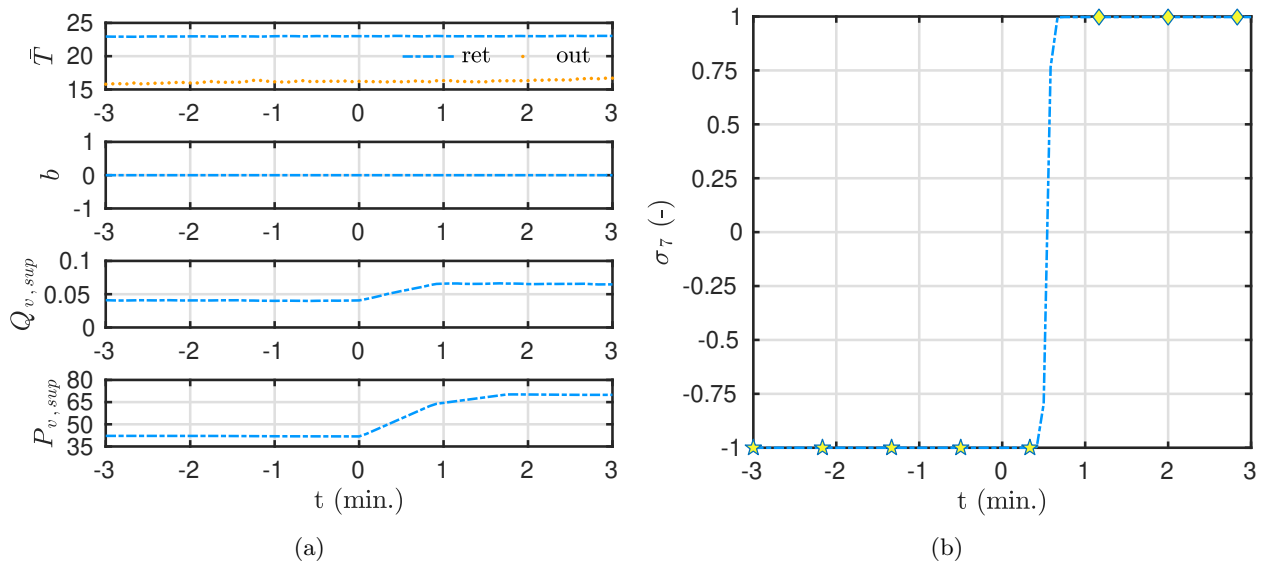 25
20
15
T̄
ret
out
-3 -2 -1 0 1 2 3
1
0
-1
b
-3 -2 -1 0 1 2 3
0.1
0.05
0
Q v, sup
-3 -2 -1 0 1 2 3
80
65
50
35
P v, sup
-3 -2 -1 0 1 2 3
t (min.)
(a)
1
0.75
0.5
0.25
0
-0.25
-0.5
-0.75
-1
σ 7 (-)
-3 -2 -1 0 1 2 3
t (min.)
(b)